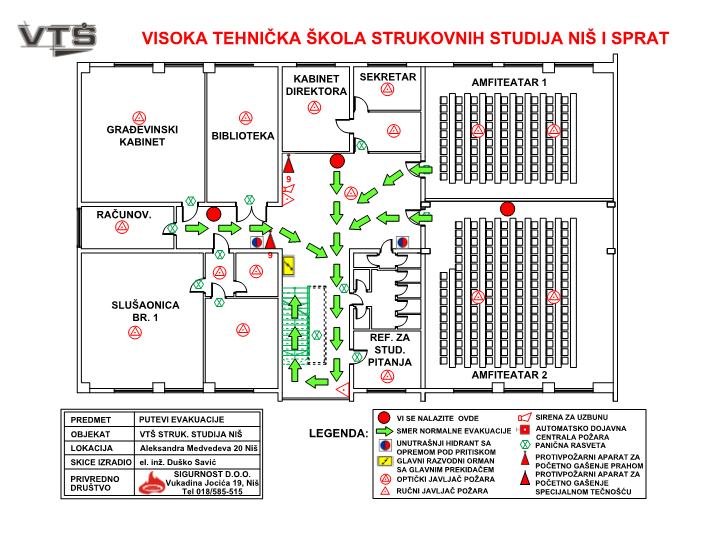 VTŠ
VISOKA TEHNIČKA ŠKOLA STRUKOVNIH STUDIJA NIŠ I SPRAT
KABINET
DIREKTORA
SEKRETAR
AMFITEATAR 1
GRAĐEVINSKI
KABINET
BIBLIOTEKA
9
RAČUNOV.
9
SLUŠAONICA
BR. 1
REF. ZA
STUD.
PITANJA
AMFITEATAR 2
PREDMET PUTEVI EVAKUACIJE
OBJEKAT VTŠ STRUK. STUDIJA NIŠ
LOKACIJA Aleksandra Medvedeva 20 Niš
SKICE IZRADIO el. inž. Duško Savić
PRIVREDNO
DRUŠTVO
SIGURNOST D.O.O.
Vukadina Jocića 19, Niš
Tel 018/585-515
LEGENDA:
VI SE NALAZITE OVDE
SMER NORMALNE EVAKUACIJE
UNUTRAŠNJI HIDRANT SA
OPREMOM POD PRITISKOM
GLAVNI RAZVODNI ORMAN
SA GLAVNIM PREKIDAČEM
OPTIČKI JAVLJAČ POŽARA
RUČNI JAVLJAČ POŽARA
SIRENA ZA UZBUNU
AUTOMATSKO DOJAVNA
CENTRALA POŽARA
PANIČNA RASVETA
PROTIVPOŽARNI APARAT ZA
POČETNO GAŠENJE PRAHOM
PROTIVPOŽARNI APARAT ZA
POČETNO GAŠENJE
SPECIJALNOM TEČNOŠĆU